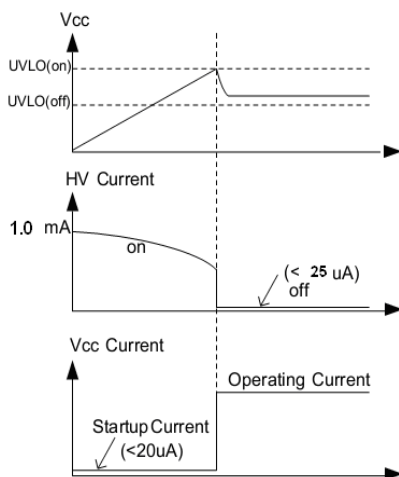 Vcc
UVLO(on)
UVLO(off)
HV Current
1.0 mA
on
(< 25 uA)
off
Vcc Current
Operating Current
Startup Current
(<20uA)